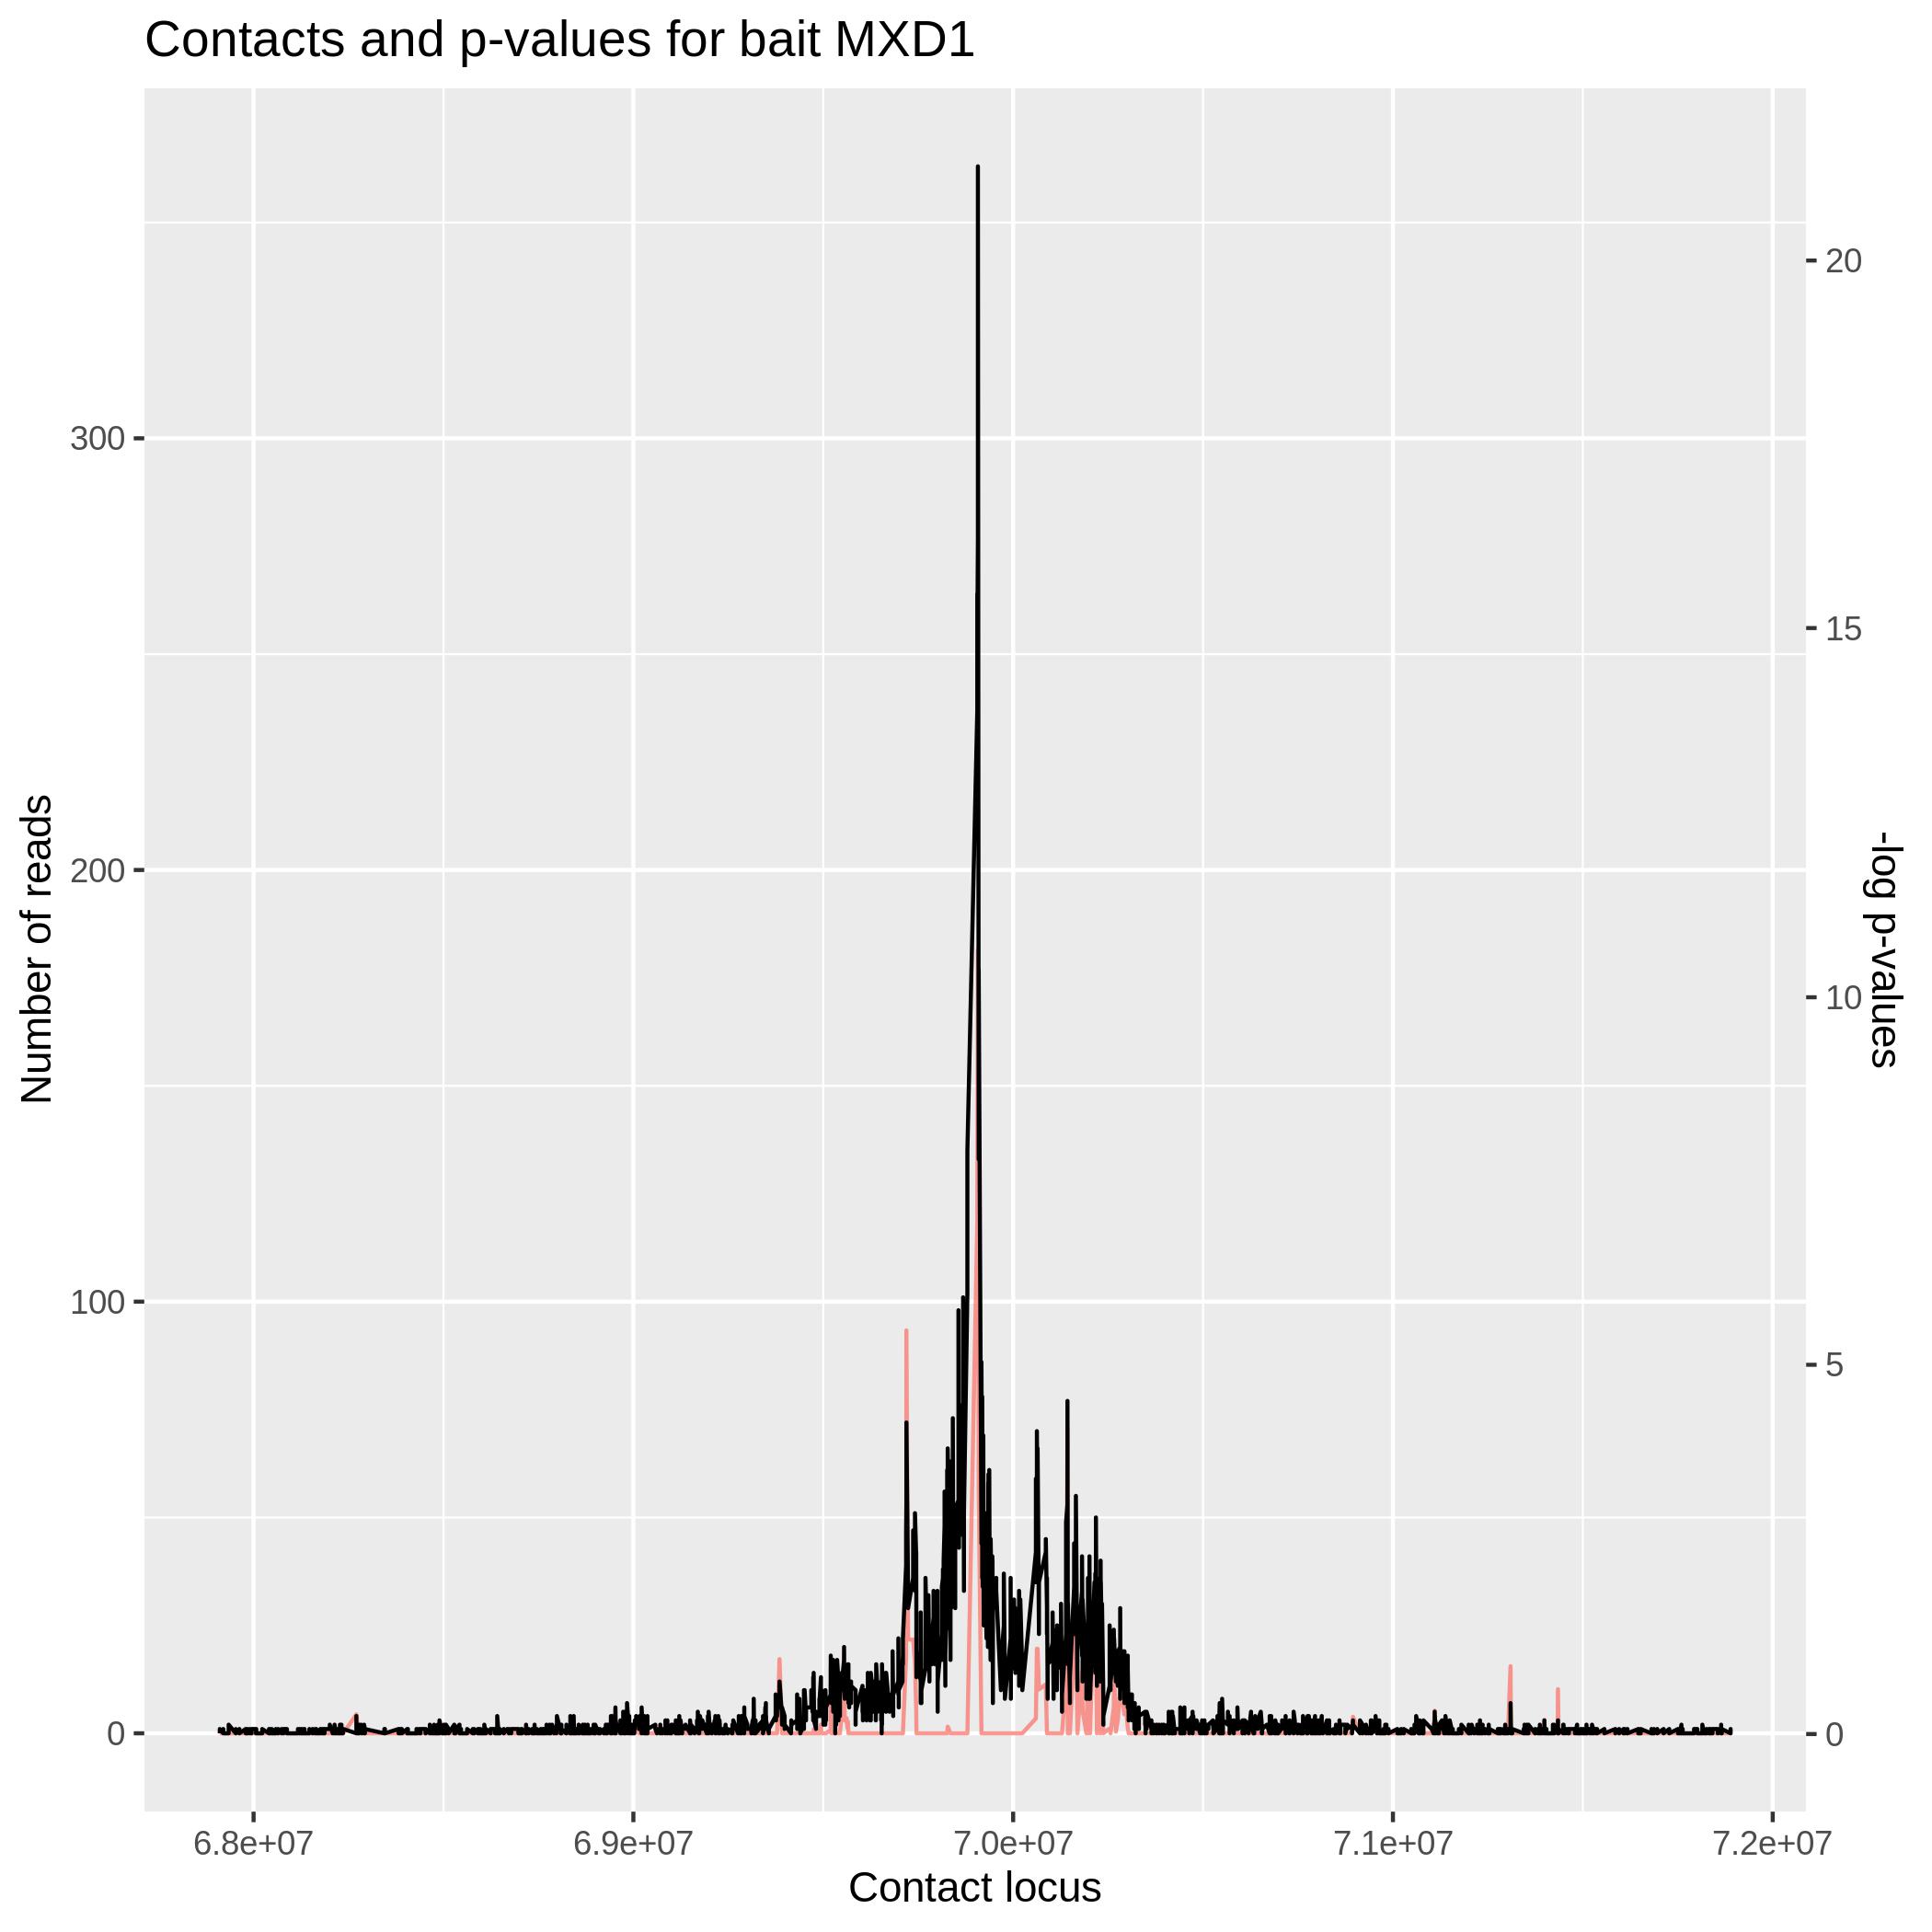 Contacts and p-values for bait MXD1
Number of reads
300
200
100
0
20
15
10
5
0
-log p-values
6.8e+07 6.9e+07 7.0e+07 7.1e+07 7.2e+07
Contact locus